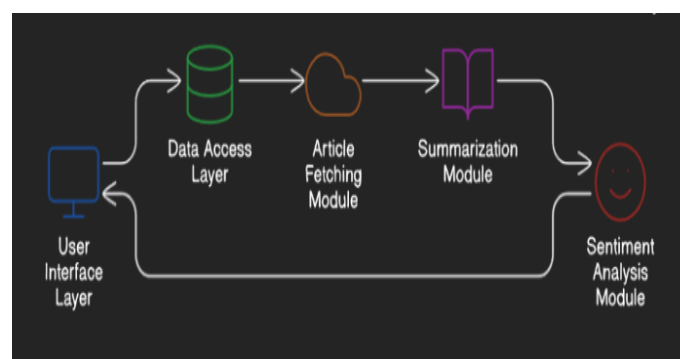 Data Access
Layer
Article
Fetching
Module
Summarization
Module
User
Interface
Layer
Sentiment
Analysis
Module